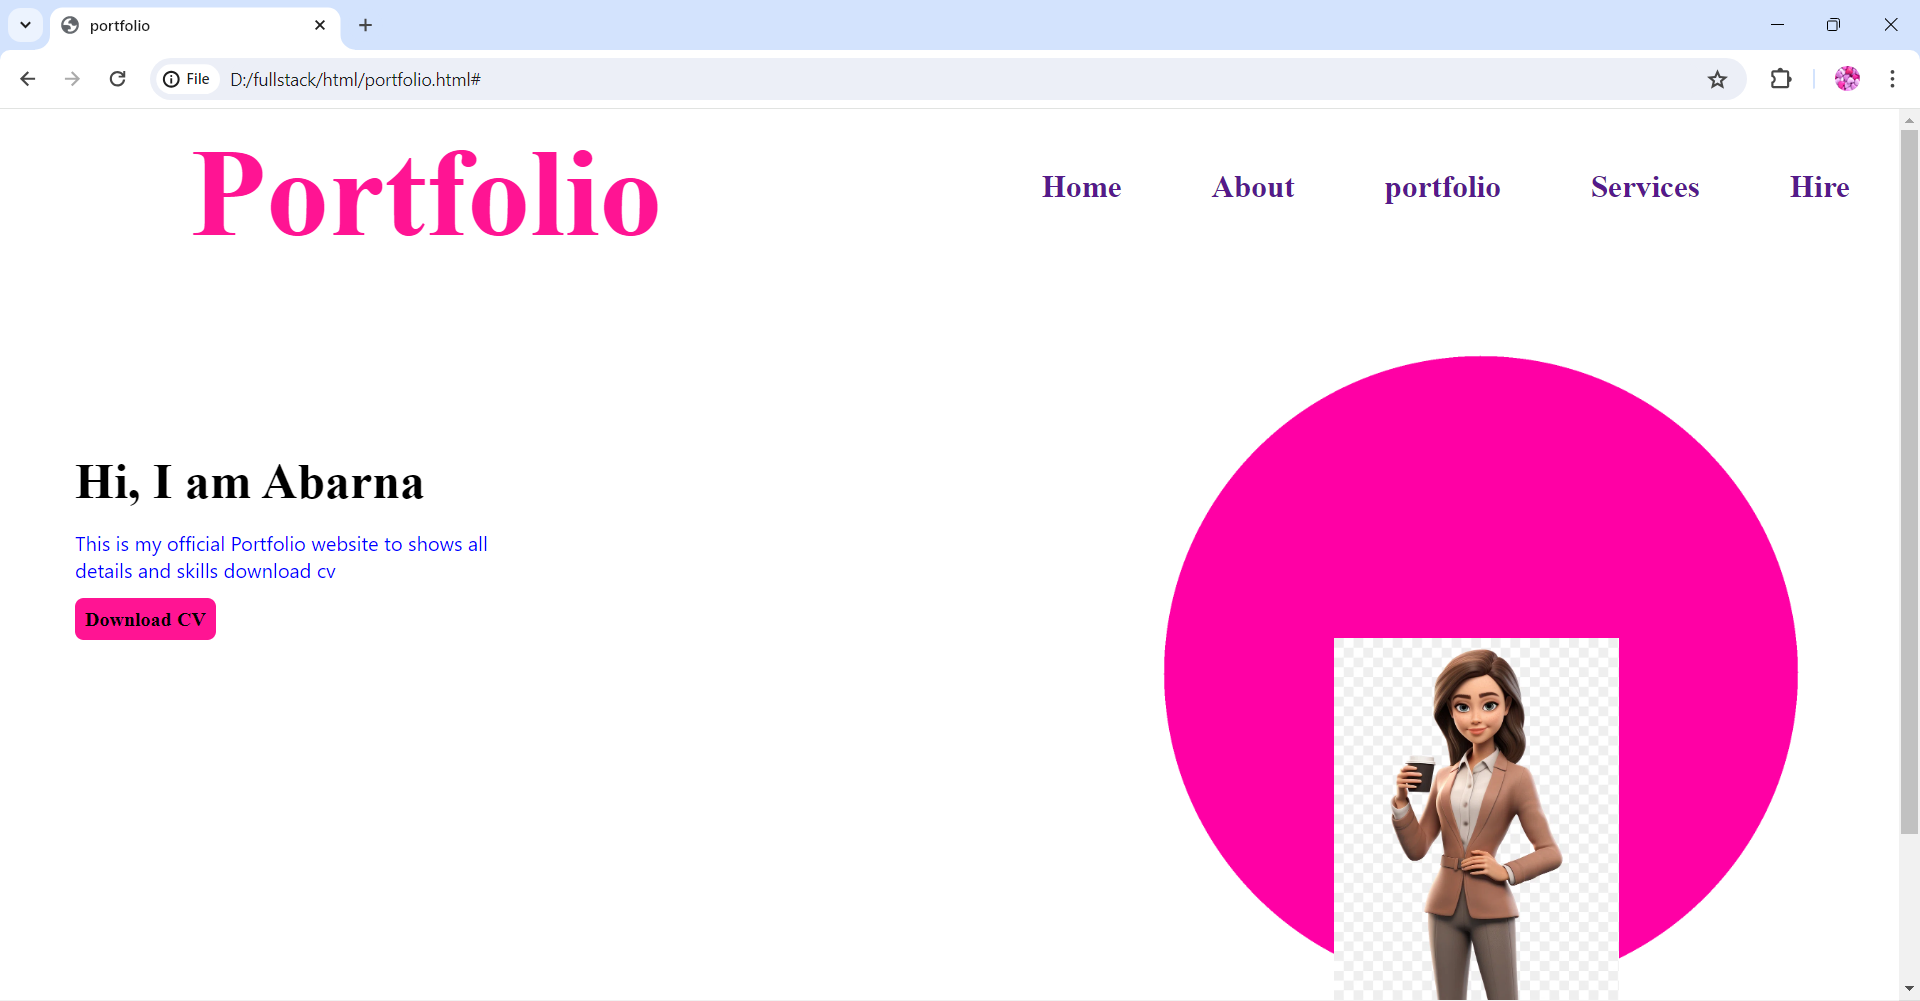 portfolio
File D:/fullstack/html/portfolio.html#
Portfolio
Home About portfolio Services Hire
Hi, I am Abarna
This is my official Portfolio website to shows all
details and skills download cv
Download CV